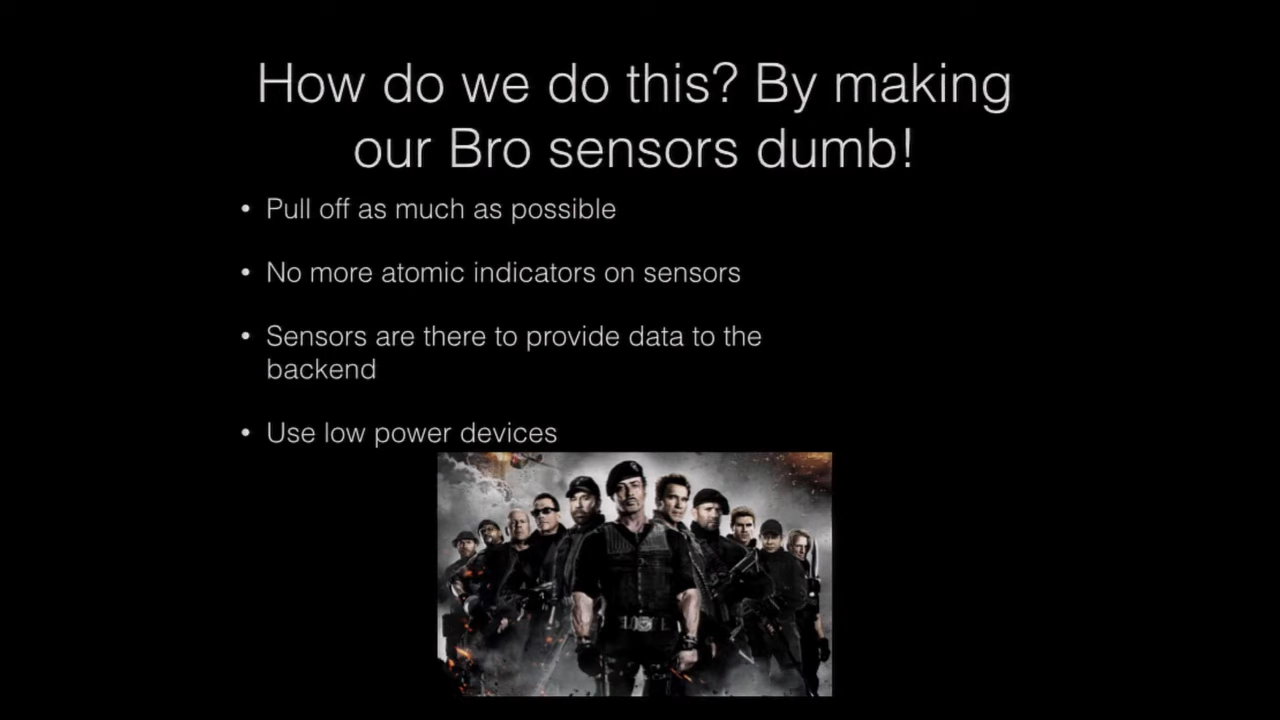 How do we do this? By making
our Bro sensors dumb!
• Pull off as much as possible
• No more atomic indicators on sensors
• Sensors are there to provide data to the
backend
• Use low power devices